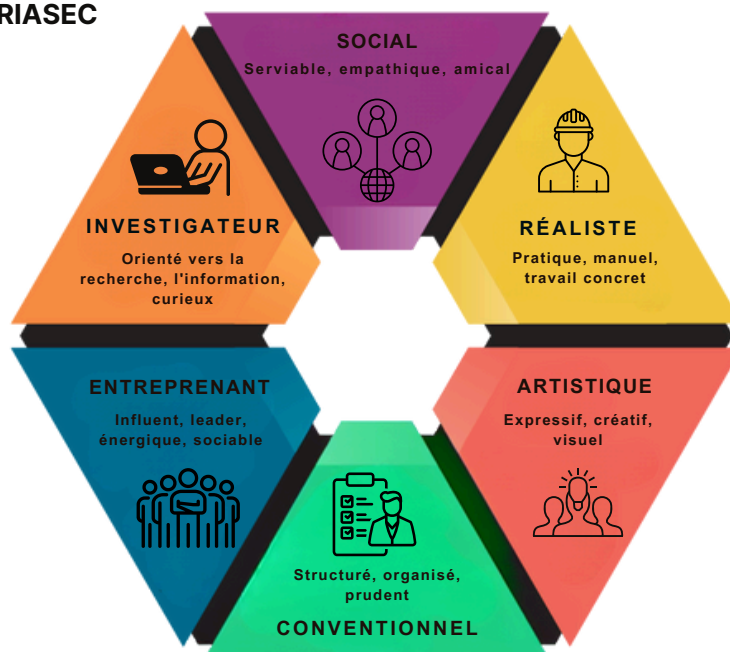 RIASEC
SOCIAL
Serviable, empathique, amical
INVESTIGATEUR
Orienté vers la
recherche, l'information,
curieux
RÉALISTE
Pratique, manuel,
travail concret
ENTREPRENANT
Influent, leader,
énergique, sociable
ARTISTIQUE
Expressif, créatif,
visuel
Structuré, organisé,
prudent
CONVENTIONNEL